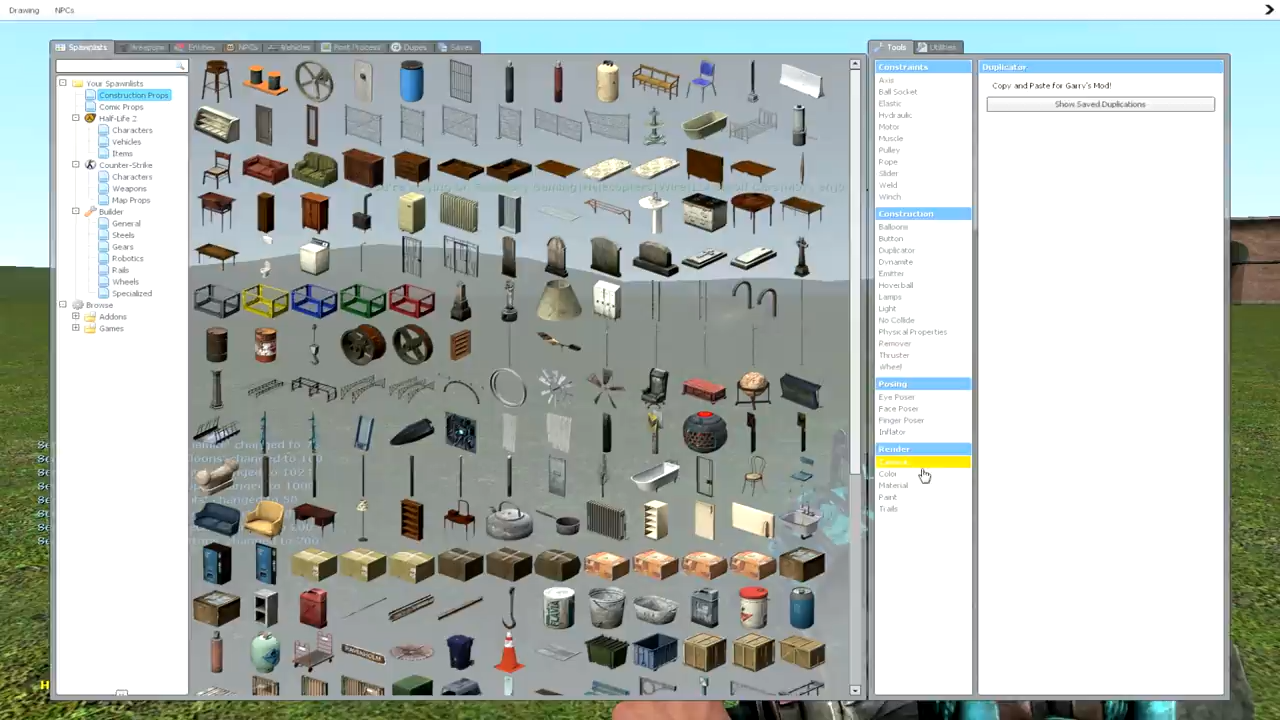 Drawing NPCs
Spawnlists Weapons Entities NPCs Vehicles Post Process Dupes Saves
Tools Utilities
Your Spawnlists
Construction Props
Comic Props
Half-Life 2
Characters
Vehicles
Items
Counter-Strike
Characters
Weapons
Map Props
Builder
General
Steels
Gears
Robotics
Rails
Wheels
Specialized
Browse
Addons
Games
Constraints
Axis
Ball Socket
Elastic
Hydraulic
Motor
Muscle
Pulley
Rope
Slider
Weld
Winch
Construction
Balloons
Button
Duplicator
Dynamite
Emitter
Hoverball
Lamps
Light
No Collide
Physical Properties
Remover
Thruster
Wheel
Posing
Eye Poser
Face Poser
Finger Poser
Inflator
Render
Camera
Color
Material
Paint
Trails
Duplicator
Copy and Paste for Garry's Mod!
Show Saved Duplications